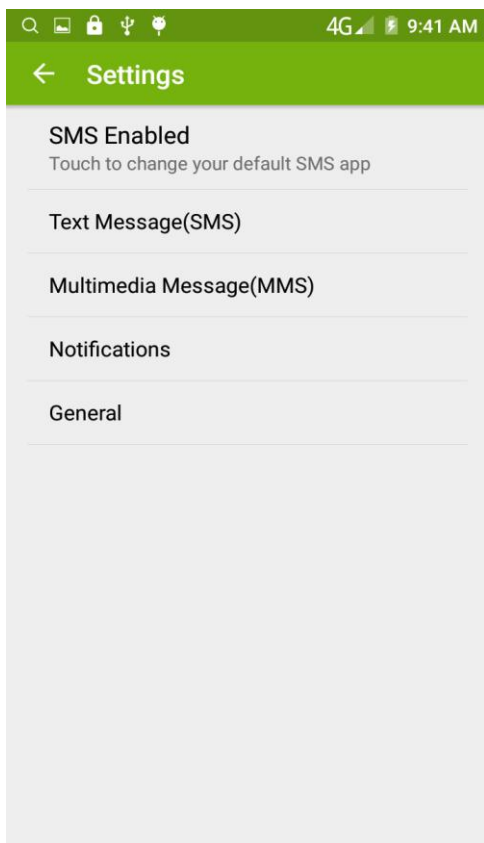 4G 9:41 AM
Settings
SMS Enabled
Touch to change your default SMS app
Text Message(SMS)
Multimedia Message(MMS)
Notifications
General